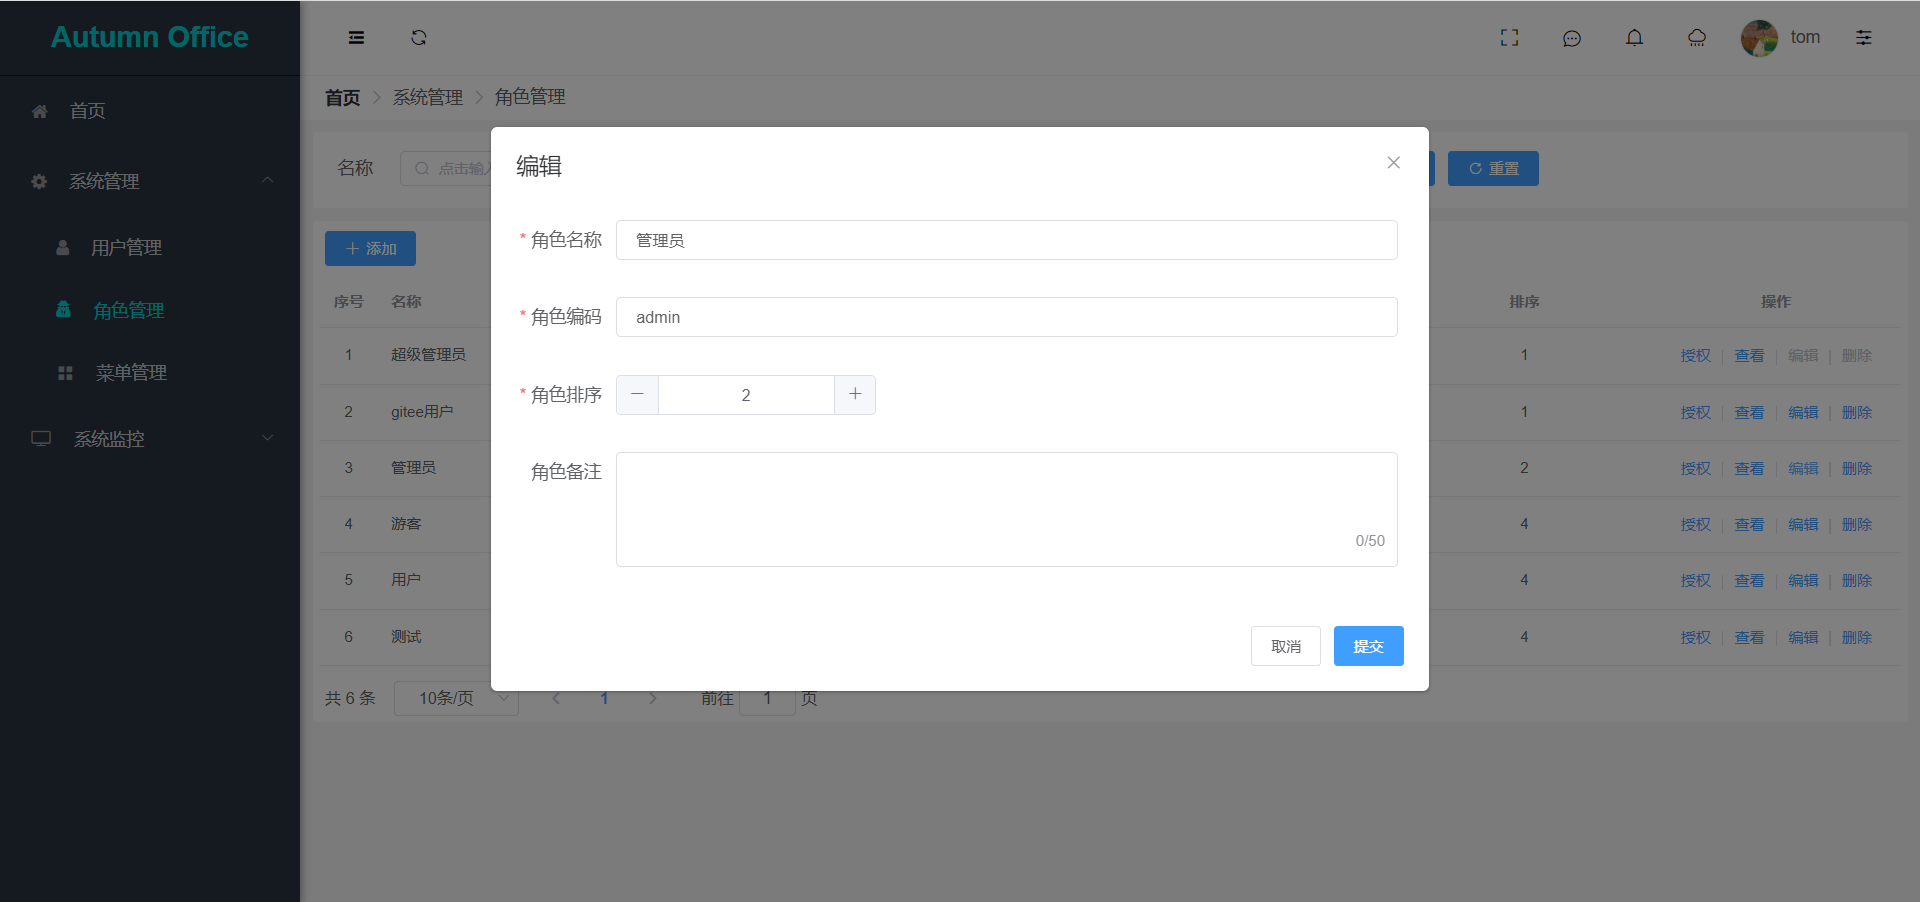 Autumn Office
tom
首页
系统管理
用户管理
角色管理
菜单管理
系统监控
首页 系统管理 角色管理
名称 点击输
重置
添加
序号 名称 排序 操作
1 超级管理员 1 授权 查看 编辑 删除
2 gitee用户 1 授权 查看 编辑 删除
3 管理员 2 授权 查看 编辑 删除
4 游客 4 授权 查看 编辑 删除
5 用户 4 授权 查看 编辑 删除
6 测试 4 授权 查看 编辑 删除
共 6 条 10条/页 1 前往 1 页
编辑
* 角色名称 管理员
* 角色编码 admin
* 角色排序 2
角色备注
0/50
取消 提交